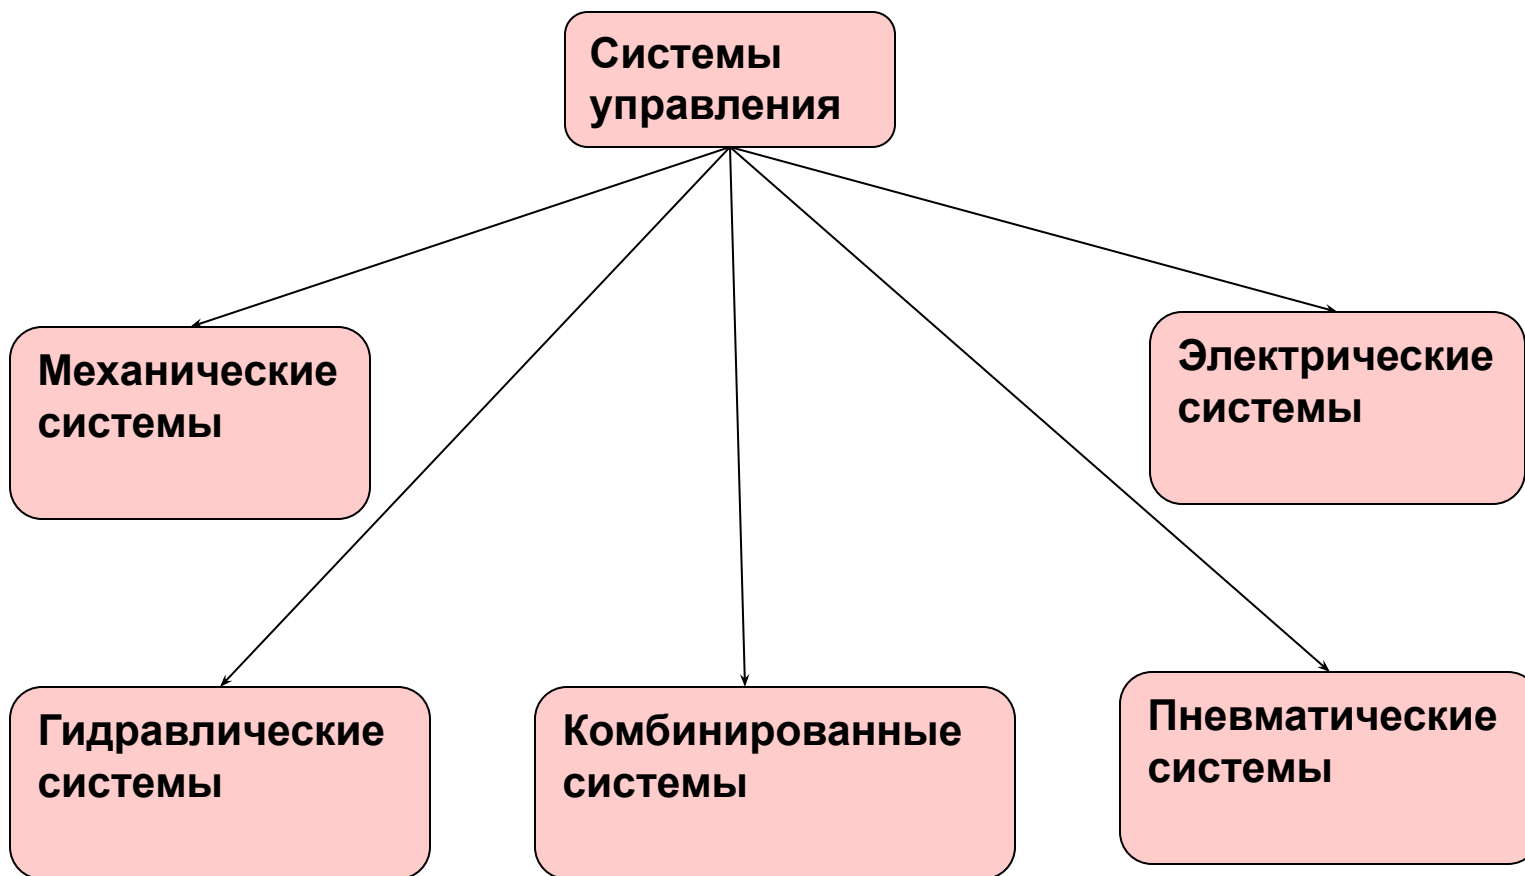 Системы
управления
Механические
системы
Электрические
системы
Гидравлические
системы
Комбинированные
системы
Пневматические
системы